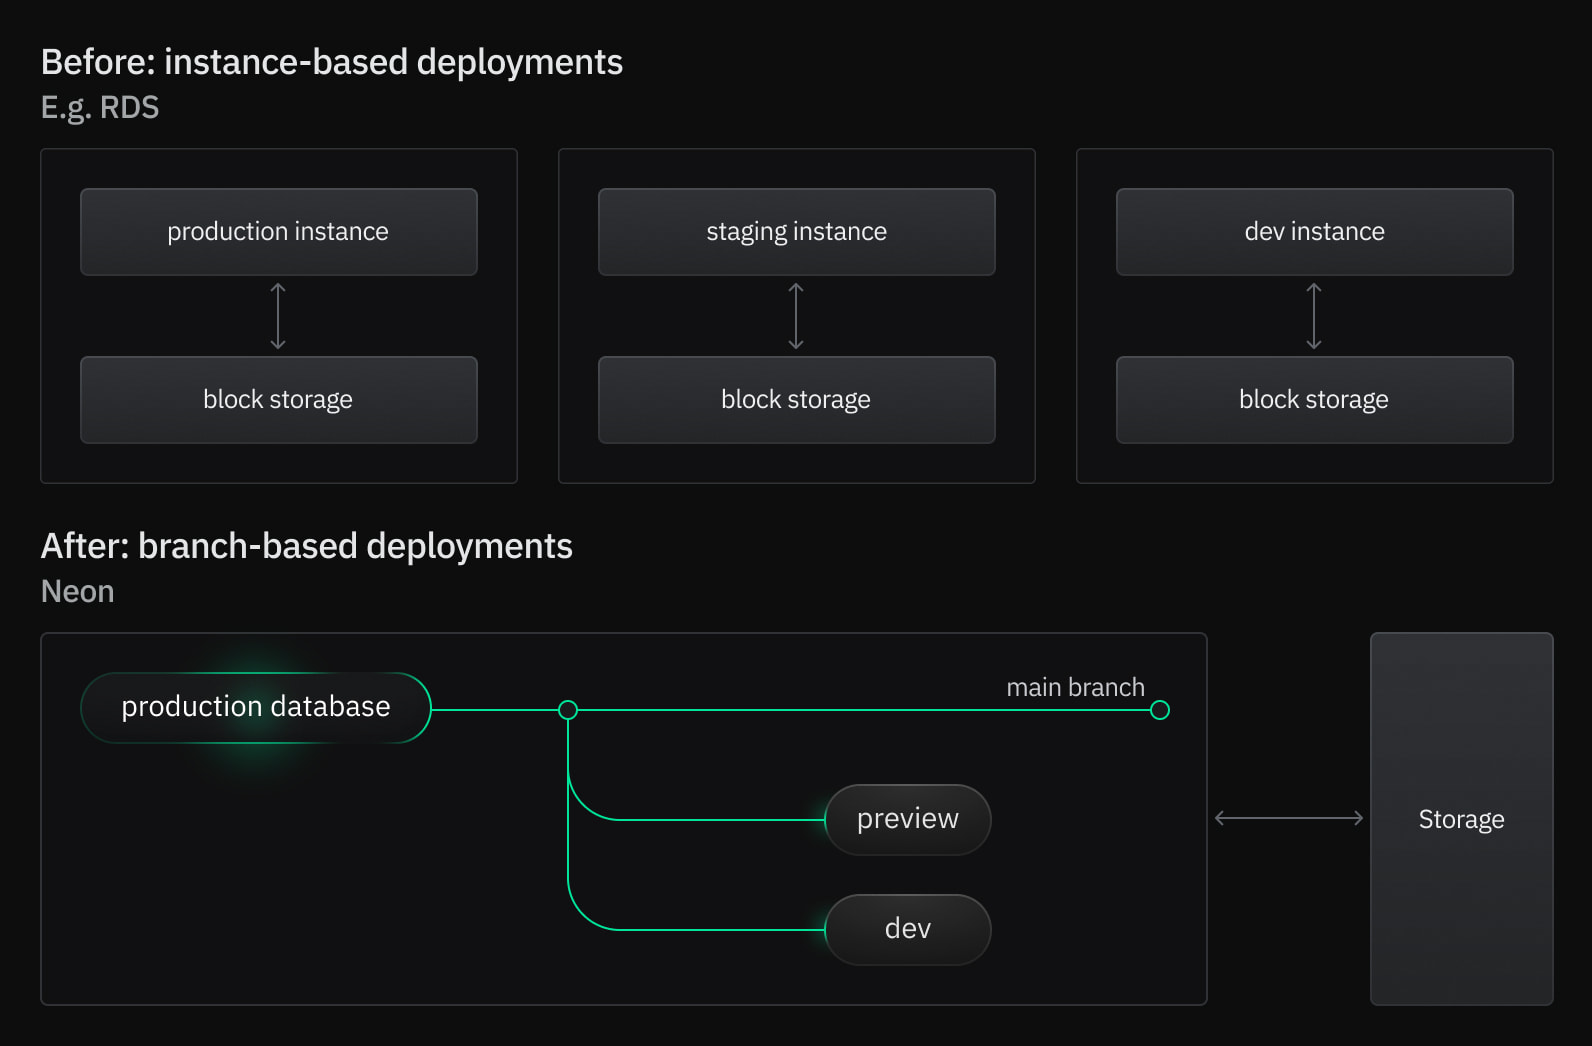 Before: instance-based deployments
E.g. RDS
production instance
block storage
staging instance
block storage
dev instance
block storage
After: branch-based deployments
Neon
production database
main branch
preview
dev
Storage